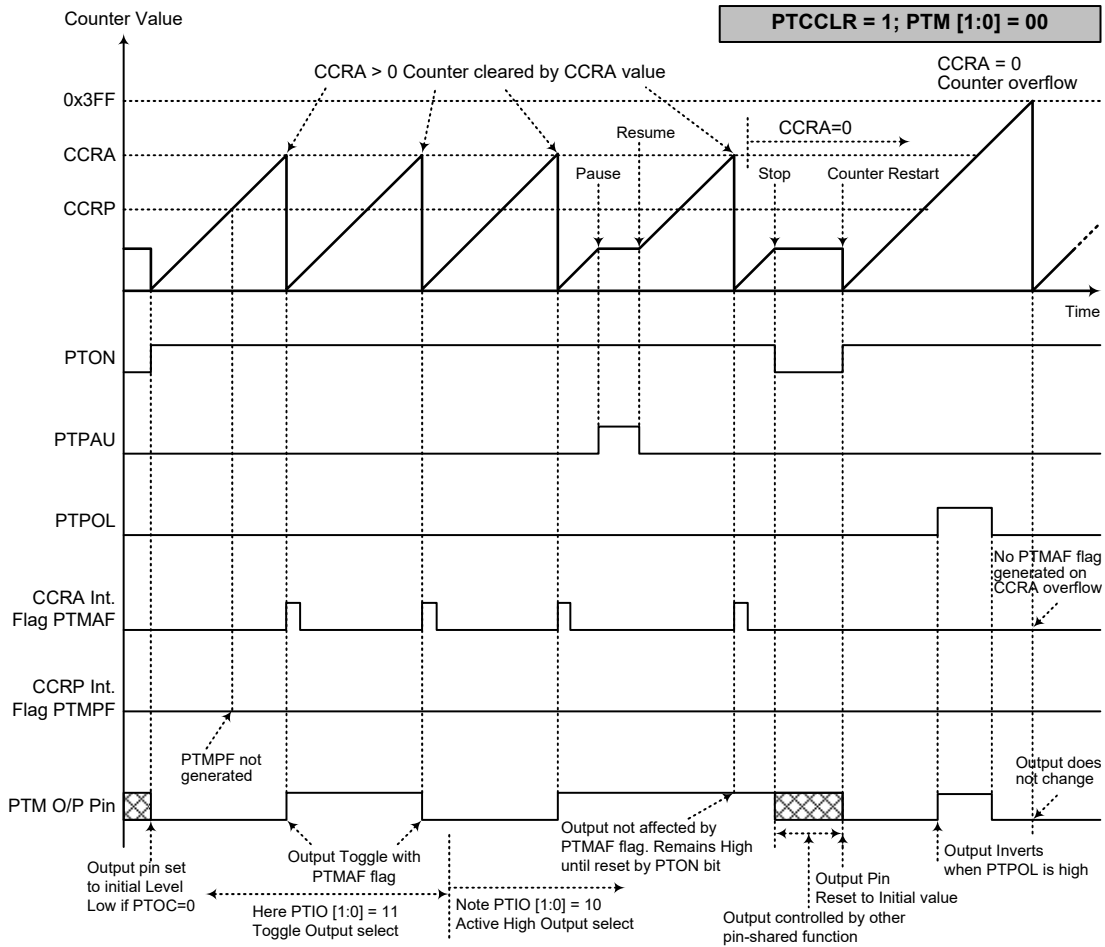 Counter Value
PTCCLR = 1; PTM [1:0] = 00
CCRA > 0 Counter cleared by CCRA value
CCRA = 0
Counter overflow
0x3FF
CCRA
CCRP
Resume
CCRA=0
Pause
Stop
Counter Restart
Time
PTON
PTPAU
PTPOL
No PTMAF flag
generated on
CCRA overflow
CCRA Int.
Flag PTMAF
CCRP Int.
Flag PTMPF
PTMPF not
generated
Output does
not change
PTM O/P Pin
Output pin set
to initial Level
Low if PTOC=0
Output Toggle with
PTMAF flag
Here PTIO [1:0] = 11
Toggle Output select
Note PTIO [1:0] = 10
Active High Output select
Output not affected by
PTMAF flag. Remains High
until reset by PTON bit
Output Pin
Reset to Initial value
Output controlled by other
pin-shared function
Output Inverts
when PTPOL is high